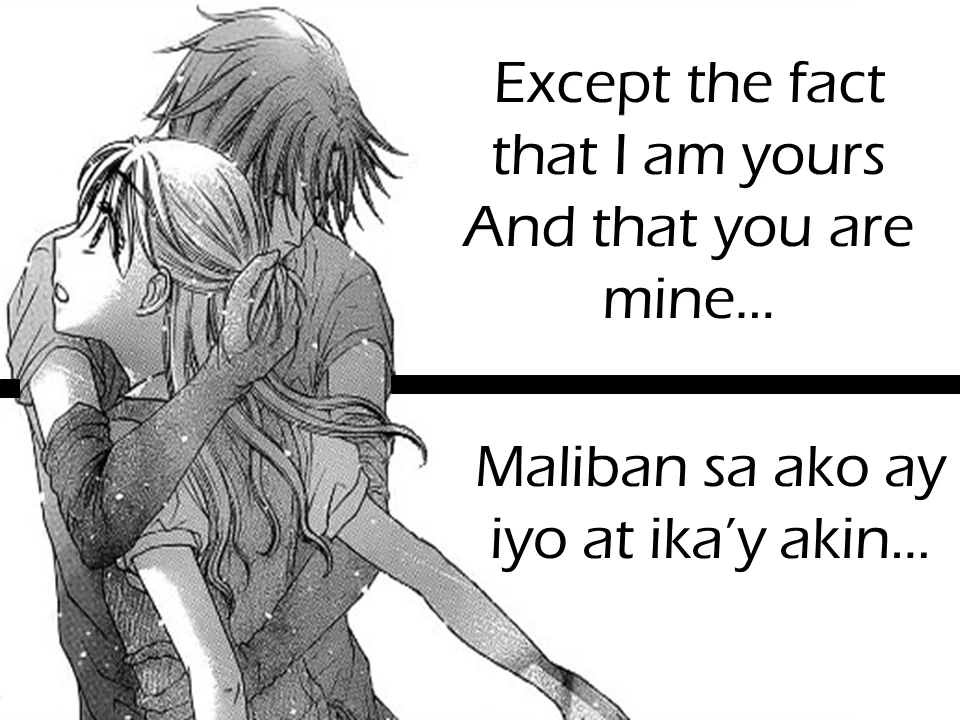 Except the fact
that I am yours
And that you are
mine...
Maliban sa ako ay
iyo at ika’y akin...